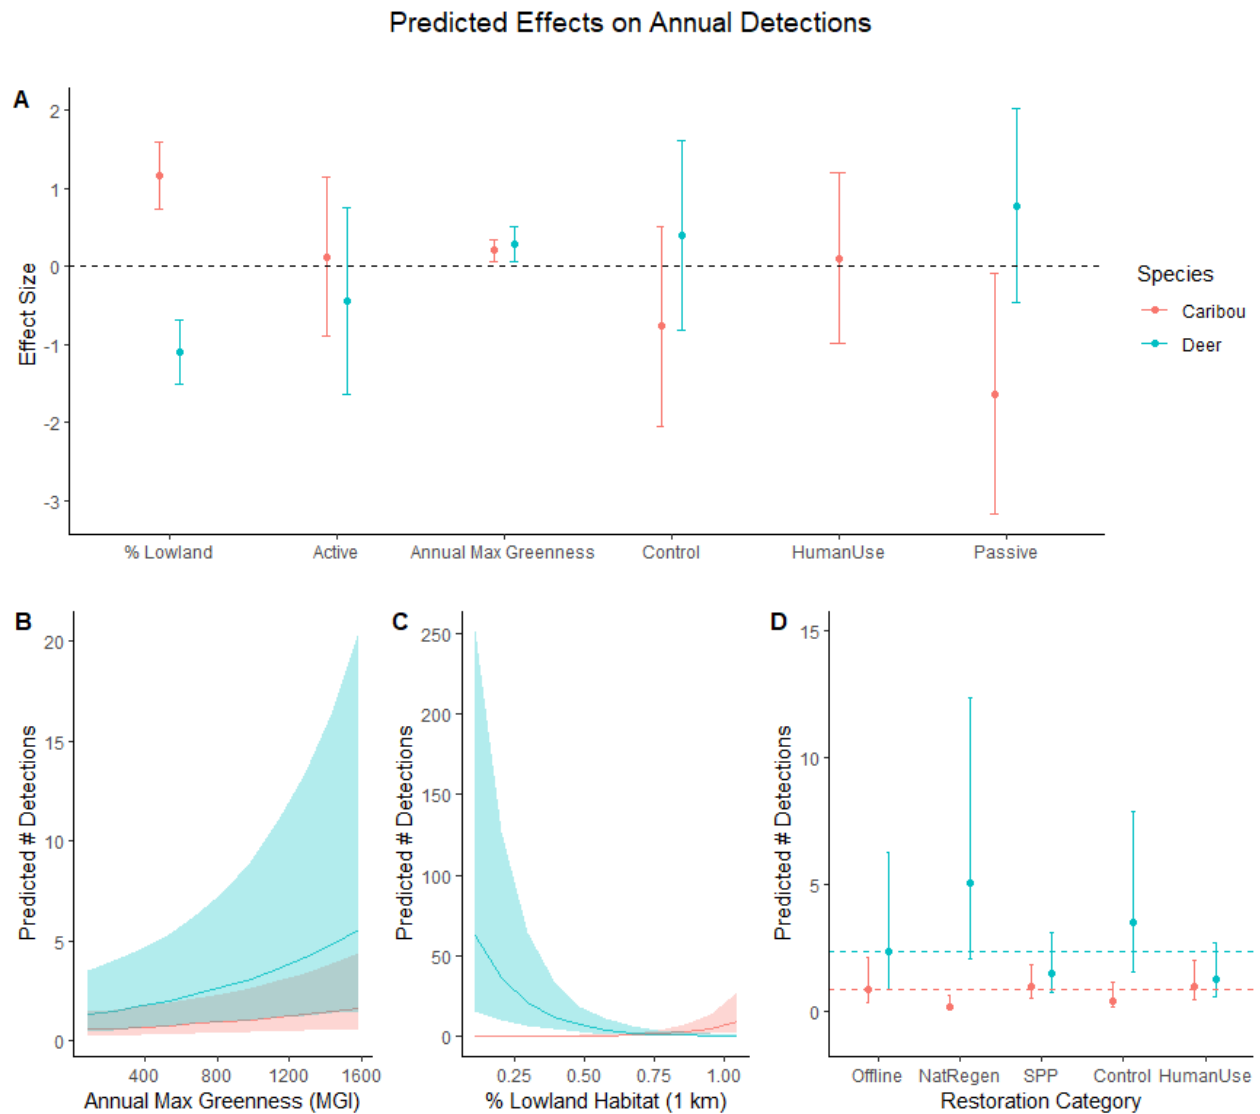 Predicted Effects on Annual Detections
A
2
1
0
-1
-2
-3
Effect Size
% Lowland
Active
Annual Max Greenness
Control
HumanUse
Passive
Species
Caribou
Deer
B
20
15
10
5
0
Predicted # Detections
400
800
1200
1600
Annual Max Greenness (MGI)
C
250
200
150
100
50
0
Predicted # Detections
0.25
0.50
0.75
1.00
% Lowland Habitat (1 km)
D
15
10
5
0
Predicted # Detections
Offline
NatRegen
SPP
Control
HumanUse
Restoration Category